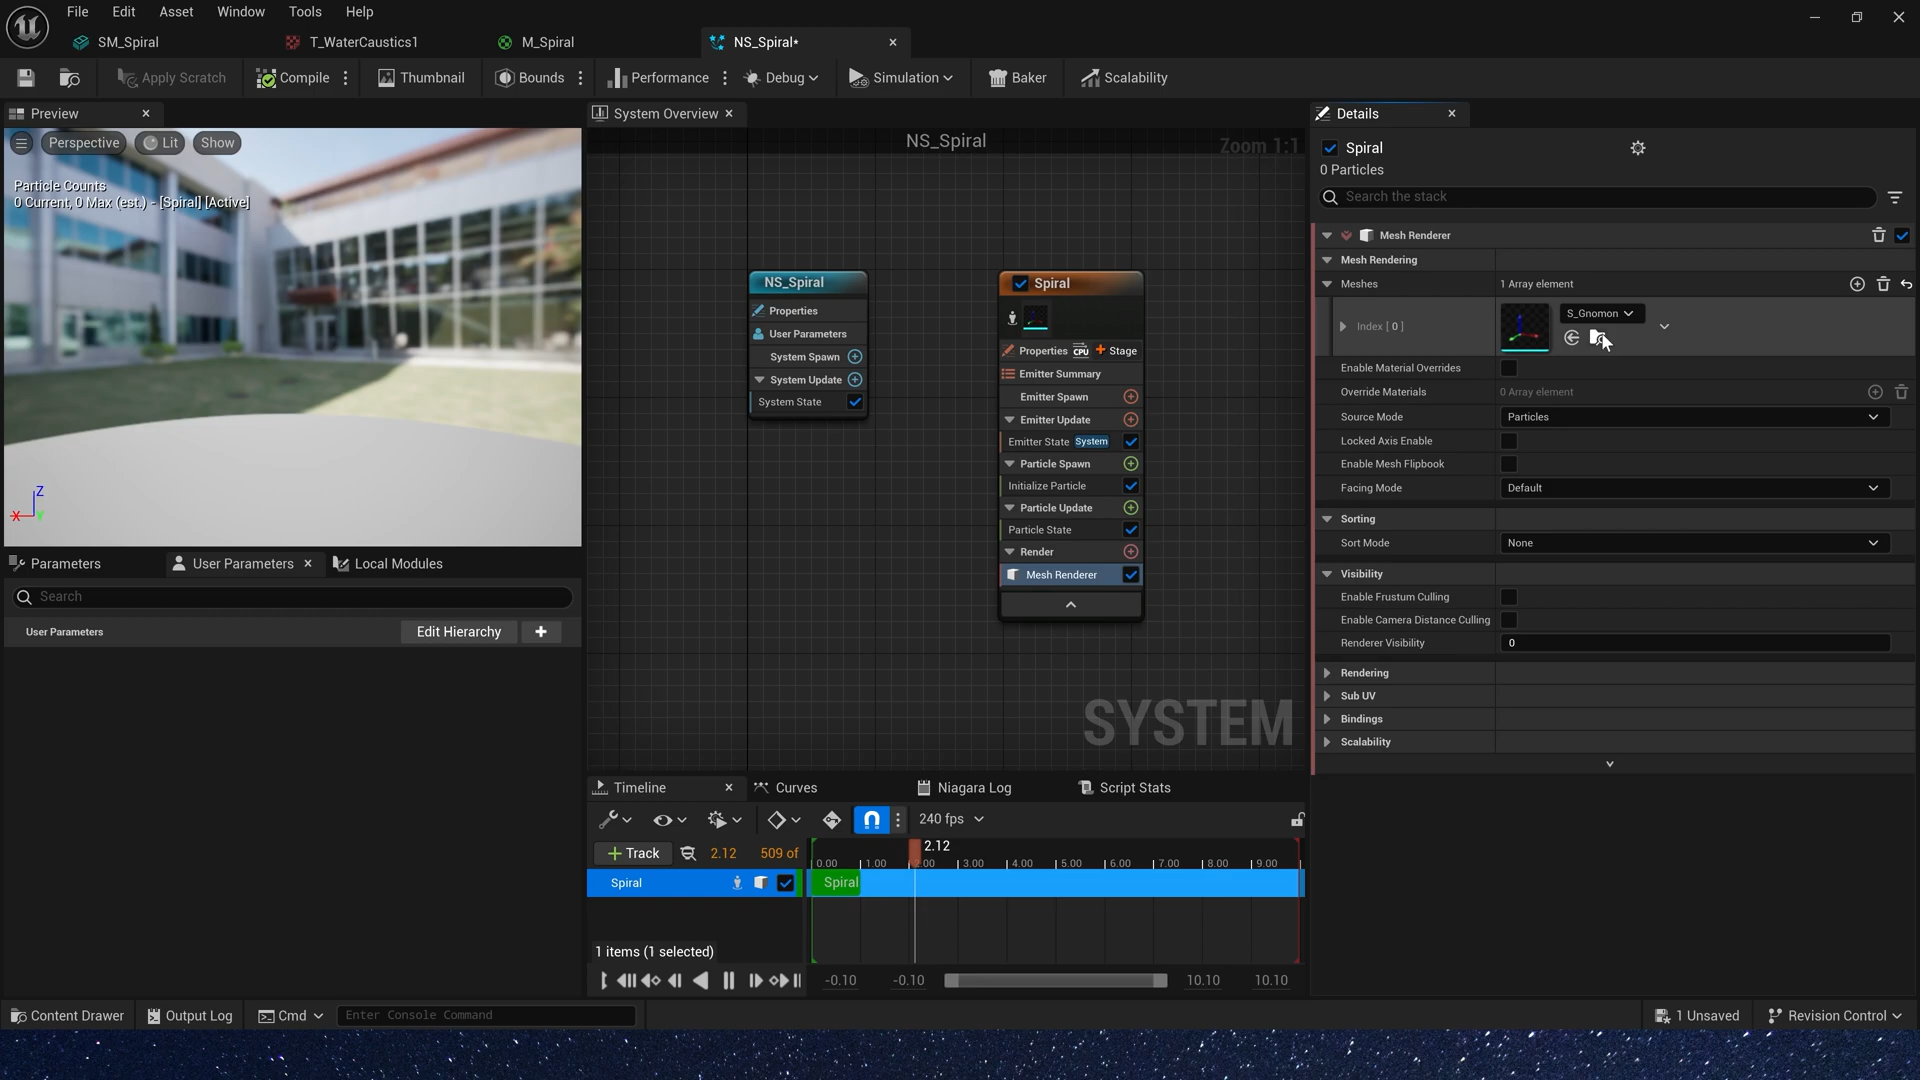 File Edit Asset Window Tools Help
SM_Spiral T_WaterCaustics1 M_Spiral NS_Spiral*
Apply Scratch Compile Thumbnail Bounds Performance Debug Simulation Baker Scalability
Preview
Perspective Lit Show
Particle Counts
0 Current, 0 Max (est.) - [Spiral] [Active]
Z
X Y
Parameters User Parameters Local Modules
Search
User Parameters Edit Hierarchy
System Overview
NS_Spiral
Zoom 1:1
NS_Spiral
Properties
User Parameters
System Spawn
System Update
System State
Spiral
Properties CPU Stage
Emitter Summary
Emitter Spawn
Emitter Update
Emitter State System
Particle Spawn
Initialize Particle
Particle Update
Particle State
Render
Mesh Renderer
SYSTEM
Timeline Curves Niagara Log Script Stats
240 fps
2.12
+ Track 2.12 509 of 0.00 1.00 2.00 3.00 4.00 5.00 6.00 7.00 8.00 9.00
Spiral Spiral
1 items (1 selected)
-0.10 -0.10 10.10 10.10
Details
Spiral
0 Particles
Search the stack
Mesh Renderer
Mesh Rendering
Meshes 1 Array element
Index [ 0 ] S_Gnomon
Enable Material Overrides
Override Materials 0 Array element
Source Mode Particles
Locked Axis Enable
Enable Mesh Flipbook
Facing Mode Default
Sorting
Sort Mode None
Visibility
Enable Frustum Culling
Enable Camera Distance Culling
Renderer Visibility 0
Rendering
Sub UV
Bindings
Scalability
Content Drawer Output Log Cmd Enter Console Command 1 Unsaved Revision Control